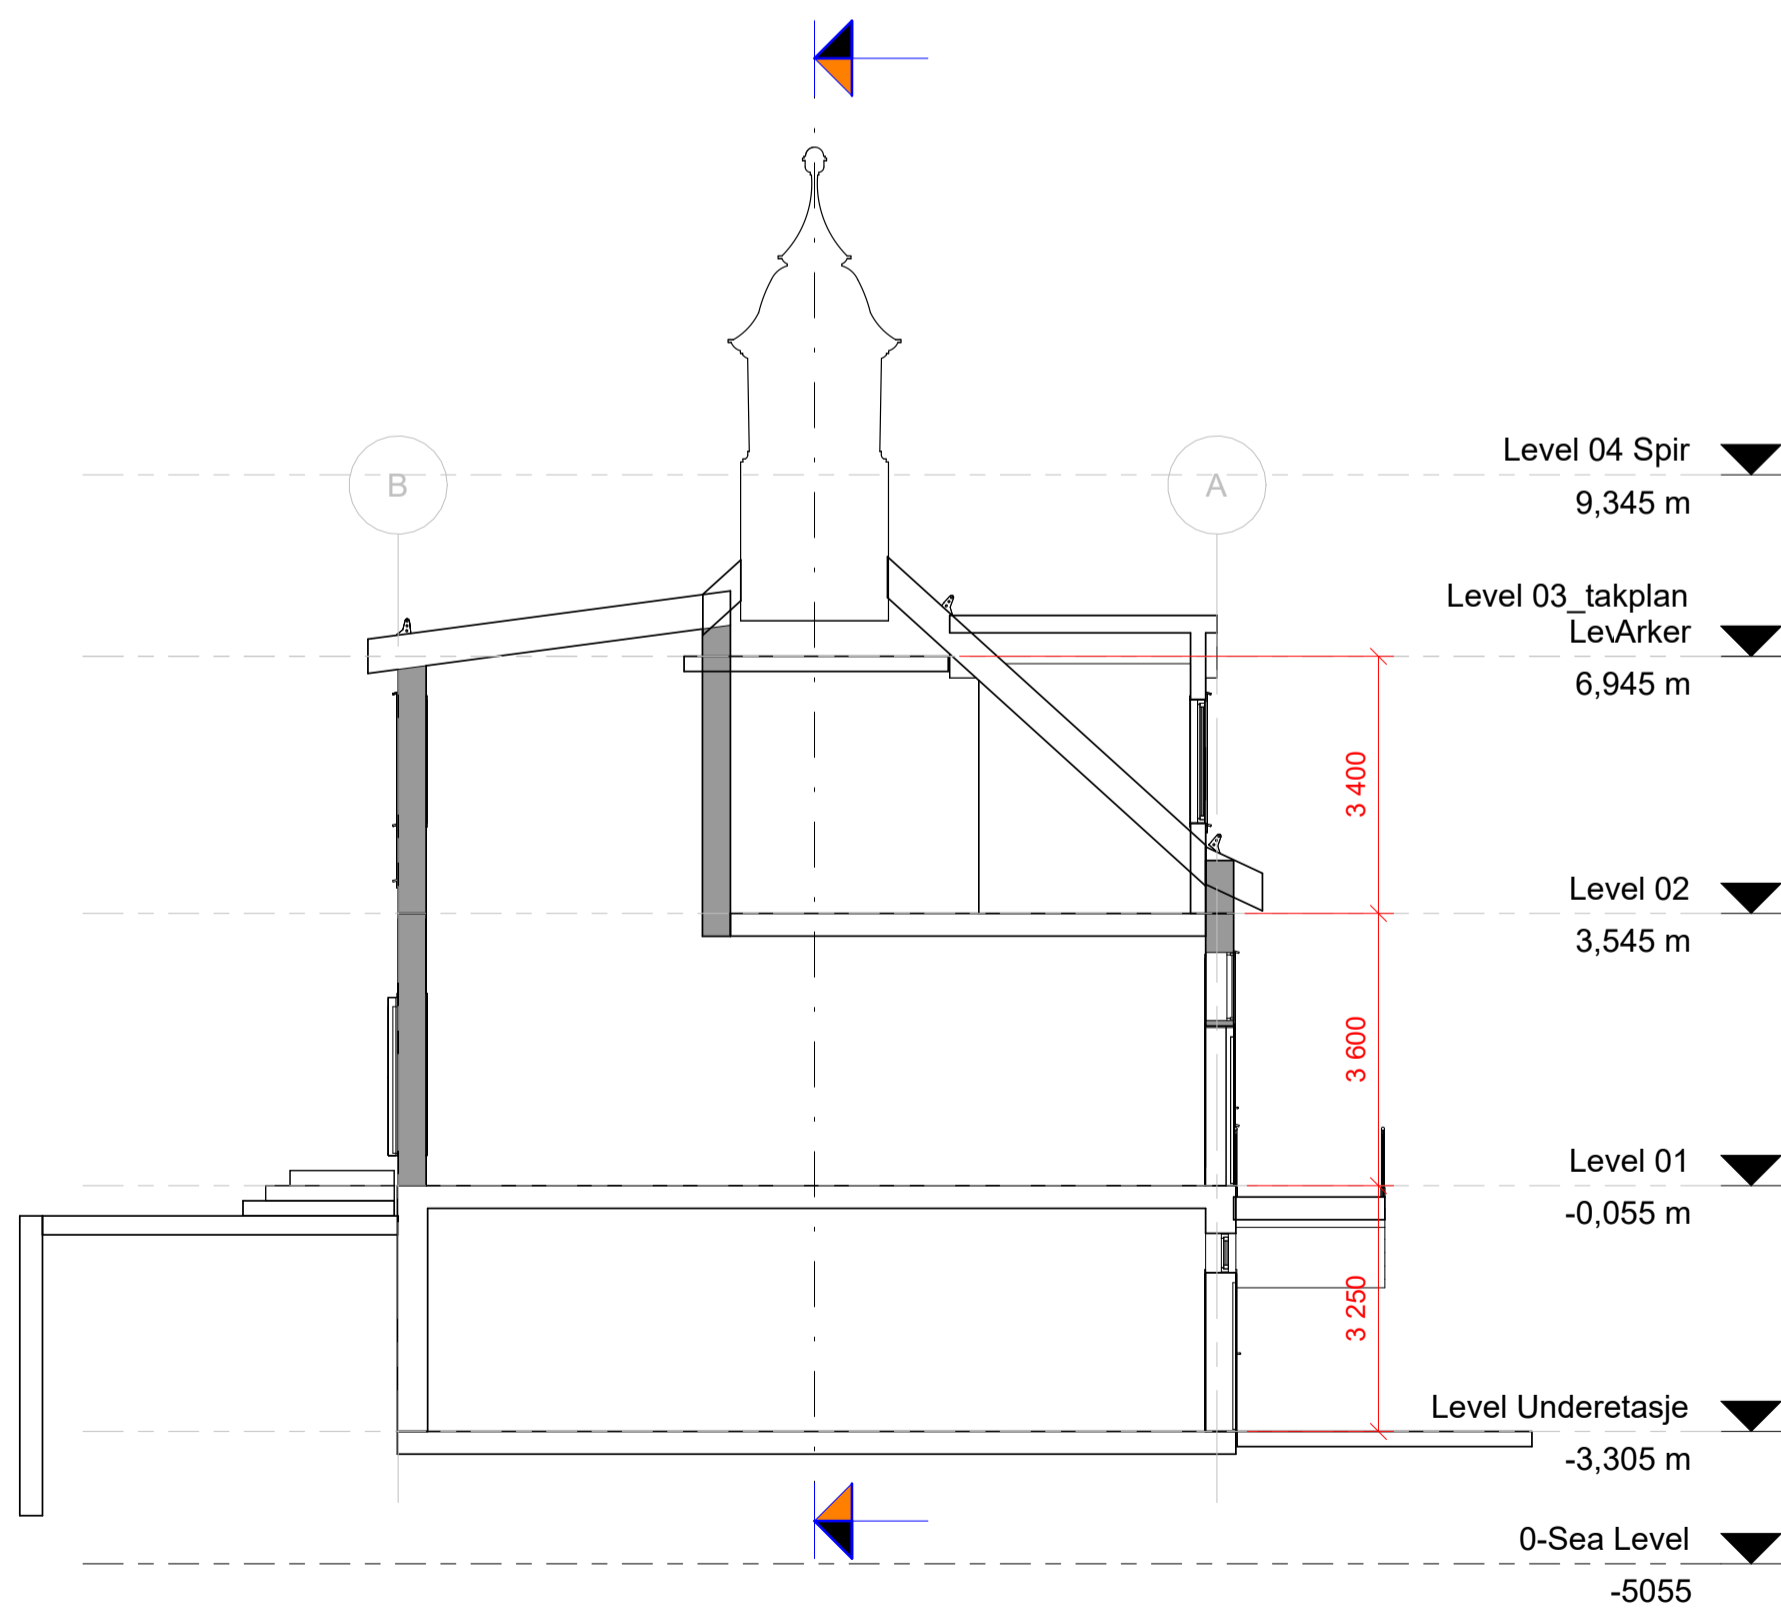 Level 04 Spir
9,345 m
B
A
Level 03_takplan
Arker
6,945 m
3 400
Level 02
3,545 m
3 600
Level 01
-0,055 m
3 250
Level Underetasje
-3,305 m
0-Sea Level
-5055